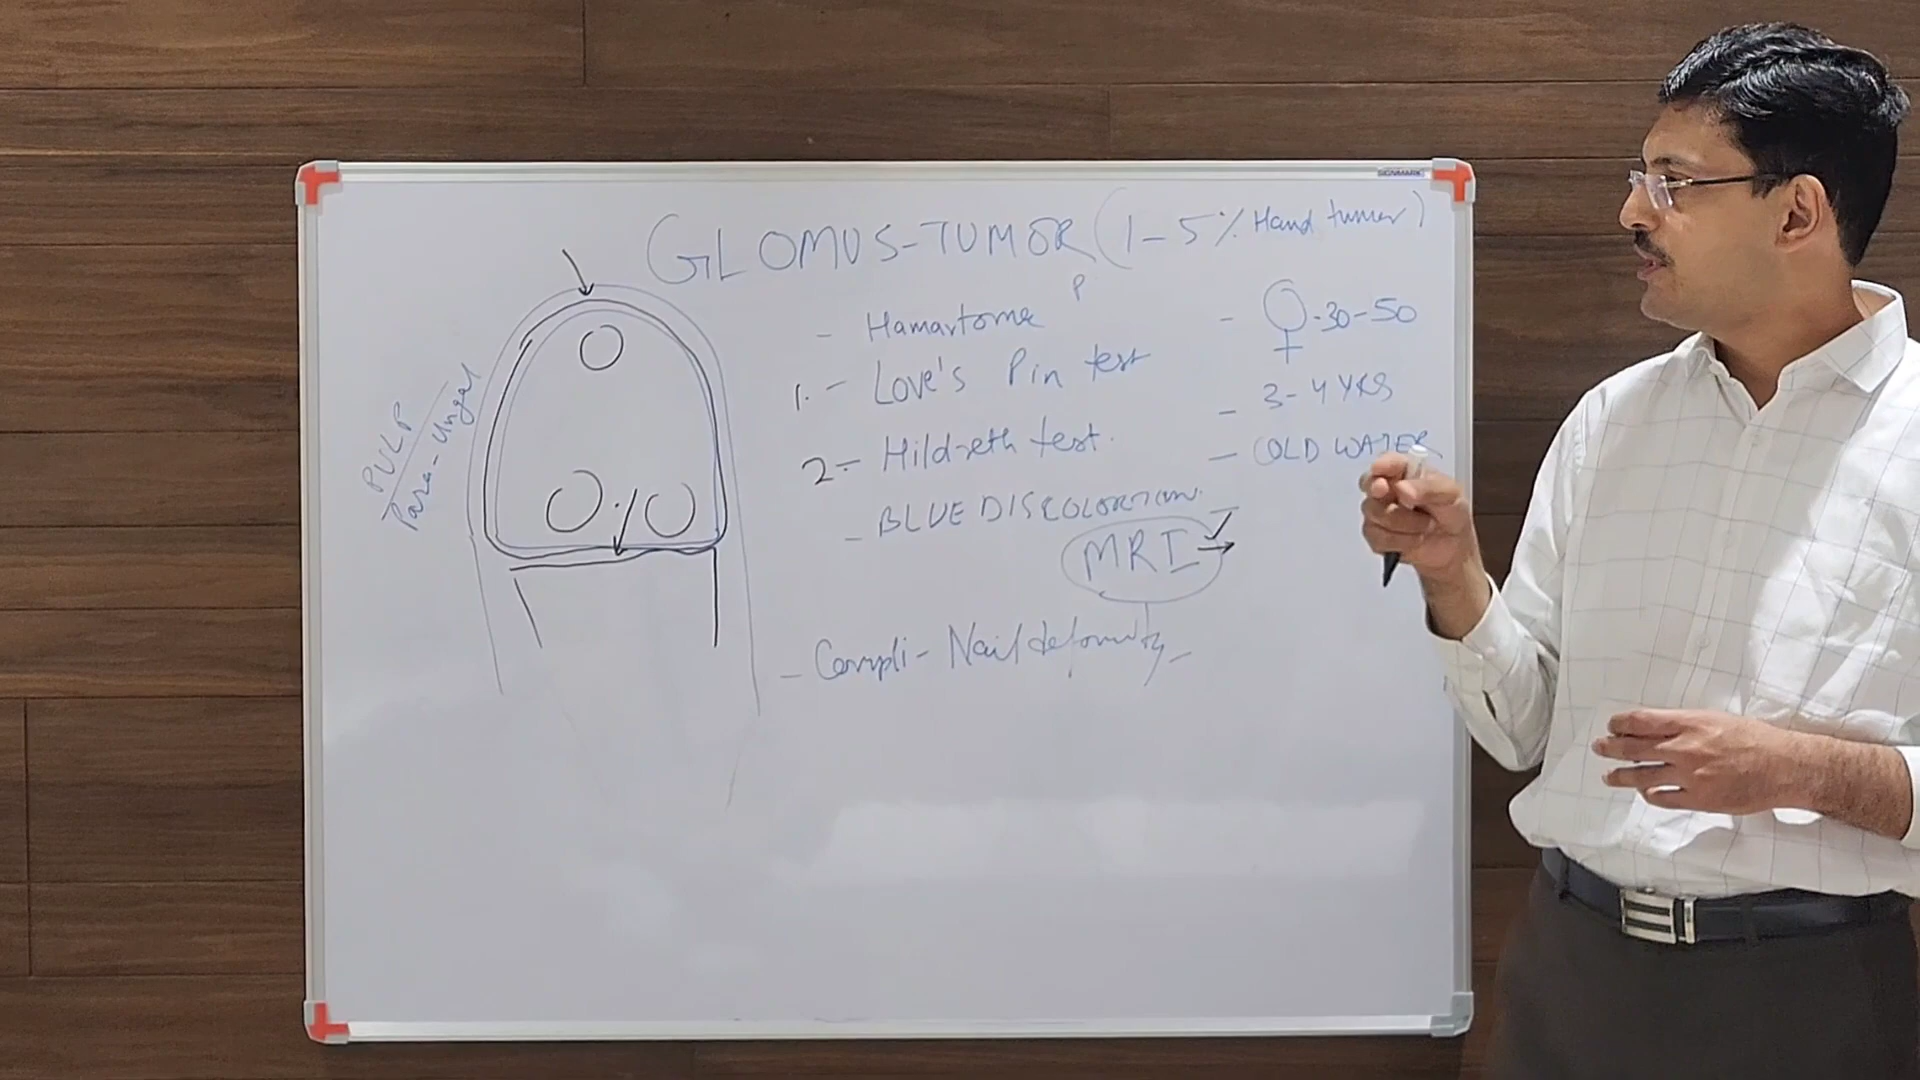 SIGNMARK
GLOMUS-TUMOR (1-5% Hand tumor)
P
- Hamartoma
1. - Love's Pin test
2 - Hildreth test.
- BLUE DISCOLORTION
MRI ✓ →
- Compli - Nail deformity -
- ♀ - 30-50
- 3-4 YRS
- COLD WATER
PULP
Para-Ungal